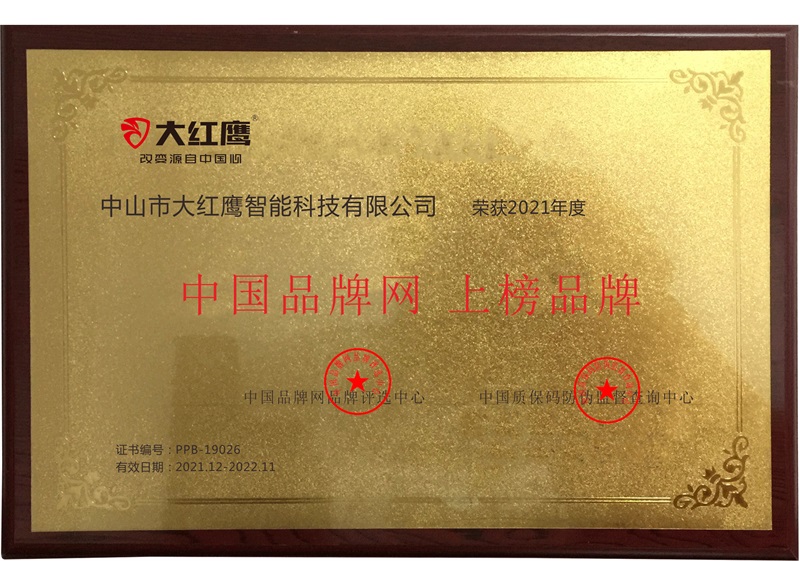 大红鹰®
改变源自中国心
中山市大红鹰智能科技有限公司 荣获2021年度
中国品牌网 上榜品牌
中国品牌网品牌评选中心 中国质保码防伪监督查询中心
证书编号：PPB-19026
有效日期：2021.12-2022.11